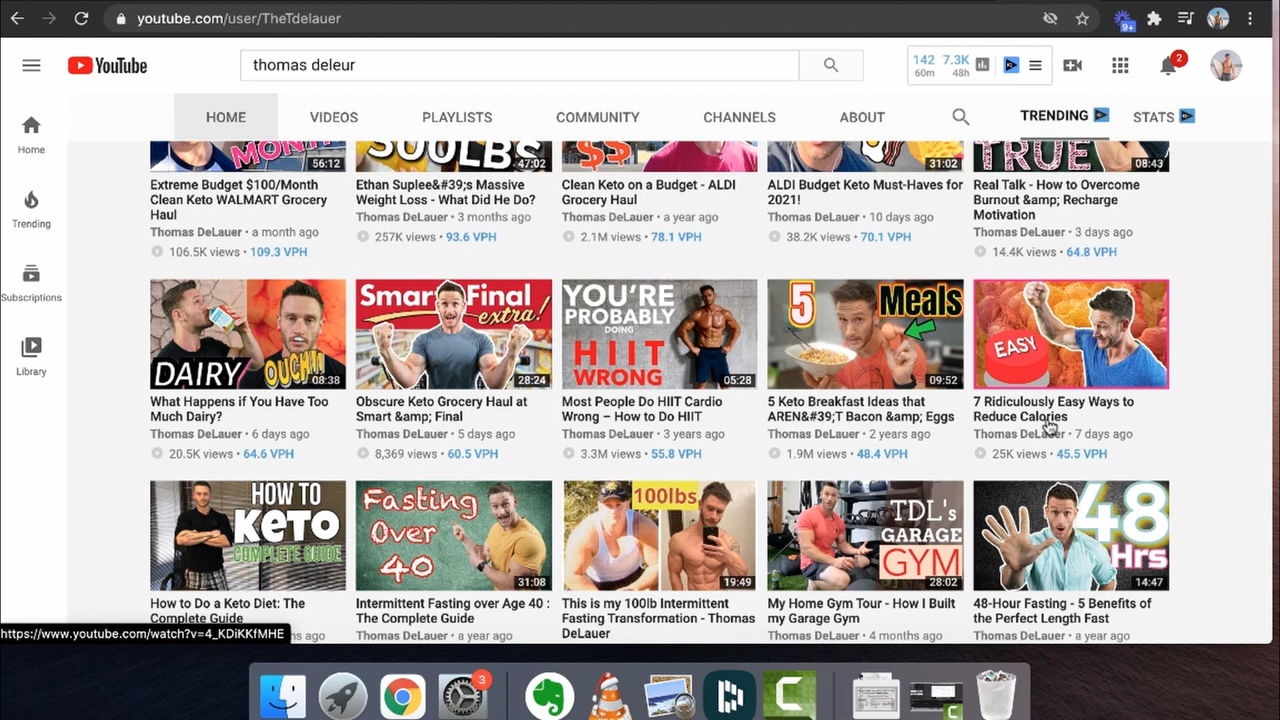 youtube.com/user/TheTdelauer
9+
YouTube
thomas deleur
142 7.3K
60m 48h
2
HOME VIDEOS PLAYLISTS COMMUNITY CHANNELS ABOUT TRENDING STATS
Home
Trending
Subscriptions
Library
MONTH 56:12
500LBS 47:02
$$
31:02
TRUE 08:43
Extreme Budget $100/Month
Clean Keto WALMART Grocery
Haul
Thomas DeLauer • a month ago
106.5K views • 109.3 VPH
Ethan Suplee&#39;s Massive
Weight Loss - What Did He Do?
Thomas DeLauer • 3 months ago
257K views • 93.6 VPH
Clean Keto on a Budget - ALDI
Grocery Haul
Thomas DeLauer • a year ago
2.1M views • 78.1 VPH
ALDI Budget Keto Must-Haves for
2021!
Thomas DeLauer • 10 days ago
38.2K views • 70.1 VPH
Real Talk - How to Overcome
Burnout &amp; Recharge
Motivation
Thomas DeLauer • 3 days ago
14.4K views • 64.8 VPH
DAIRY OUCH!! 08:38
What Happens if You Have Too
Much Dairy?
Thomas DeLauer • 6 days ago
20.5K views • 64.6 VPH
Smart Final
extra!
28:24
Obscure Keto Grocery Haul at
Smart &amp; Final
Thomas DeLauer • 5 days ago
8,369 views • 60.5 VPH
YOU'RE
PROBABLY
DOING
HIIT
WRONG
05:28
Most People Do HIIT Cardio
Wrong – How to Do HIIT
Thomas DeLauer • 3 years ago
3.3M views • 55.8 VPH
5 Meals
09:52
5 Keto Breakfast Ideas that
AREN&#39;T Bacon &amp; Eggs
Thomas DeLauer • 2 years ago
1.9M views • 48.4 VPH
EASY
7 Ridiculously Easy Ways to
Reduce Calories
Thomas DeLauer • 7 days ago
25K views • 45.5 VPH
HOW TO
KETO
COMPLETE GUIDE
How to Do a Keto Diet: The
Complete Guide
ths ago
Fasting
Over
40
31:08
Intermittent Fasting over Age 40 :
The Complete Guide
Thomas DeLauer • a year ago
100lbs
19:49
This is my 100lb Intermittent
Fasting Transformation - Thomas
DeLauer
TDL's
GARAGE
GYM
28:02
My Home Gym Tour - How I Built
my Garage Gym
Thomas DeLauer • 4 months ago
48
Hrs
14:47
48-Hour Fasting - 5 Benefits of
the Perfect Length Fast
Thomas DeLauer • a year ago
https://www.youtube.com/watch?v=4_KDiKKfMHE
3